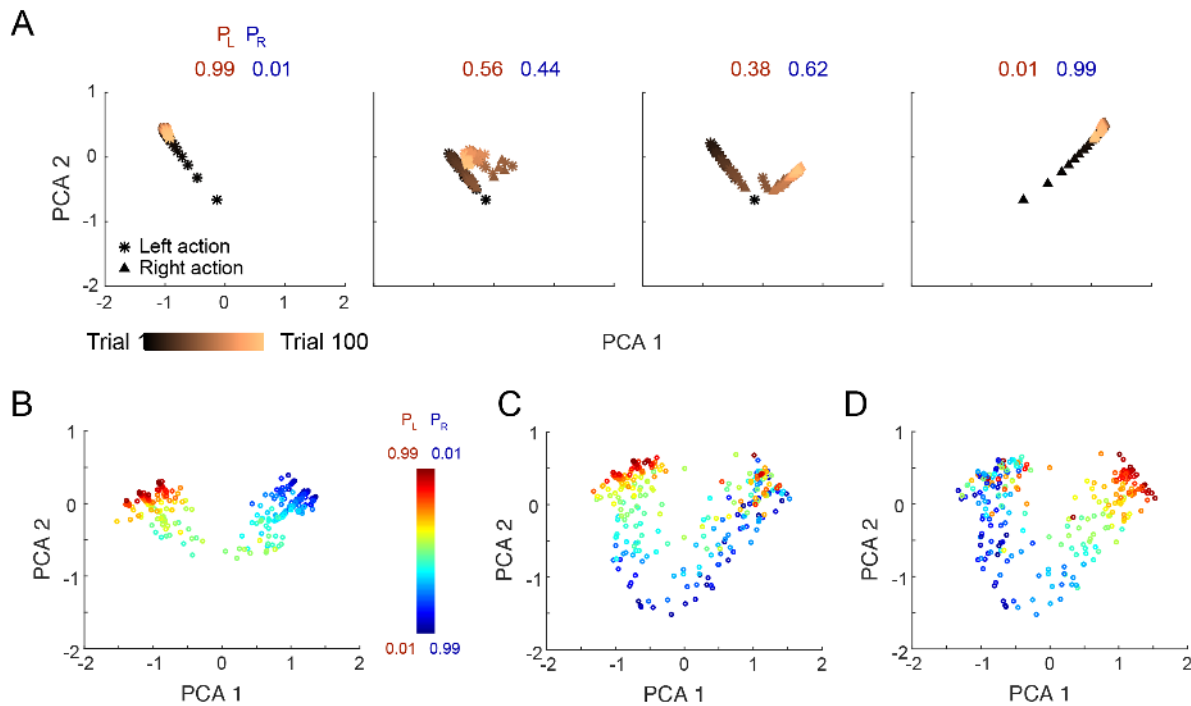 A
P_L P_R
0.99 0.01 0.56 0.44 0.38 0.62 0.01 0.99
1
0
-1
-2
PCA 2
Left action
Right action
-2 -1 0 1 2
Trial 1 Trial 100
PCA 1
B
P_L P_R
0.99 0.01
0.01 0.99
1
0
-1
-2
PCA 2
-1 0 1 2
PCA 1
C
1
0
-1
-2
PCA 2
-2 -1 0 1 2
PCA 1
D
1
0
-1
-2
PCA 2
-2 -1 0 1 2
PCA 1